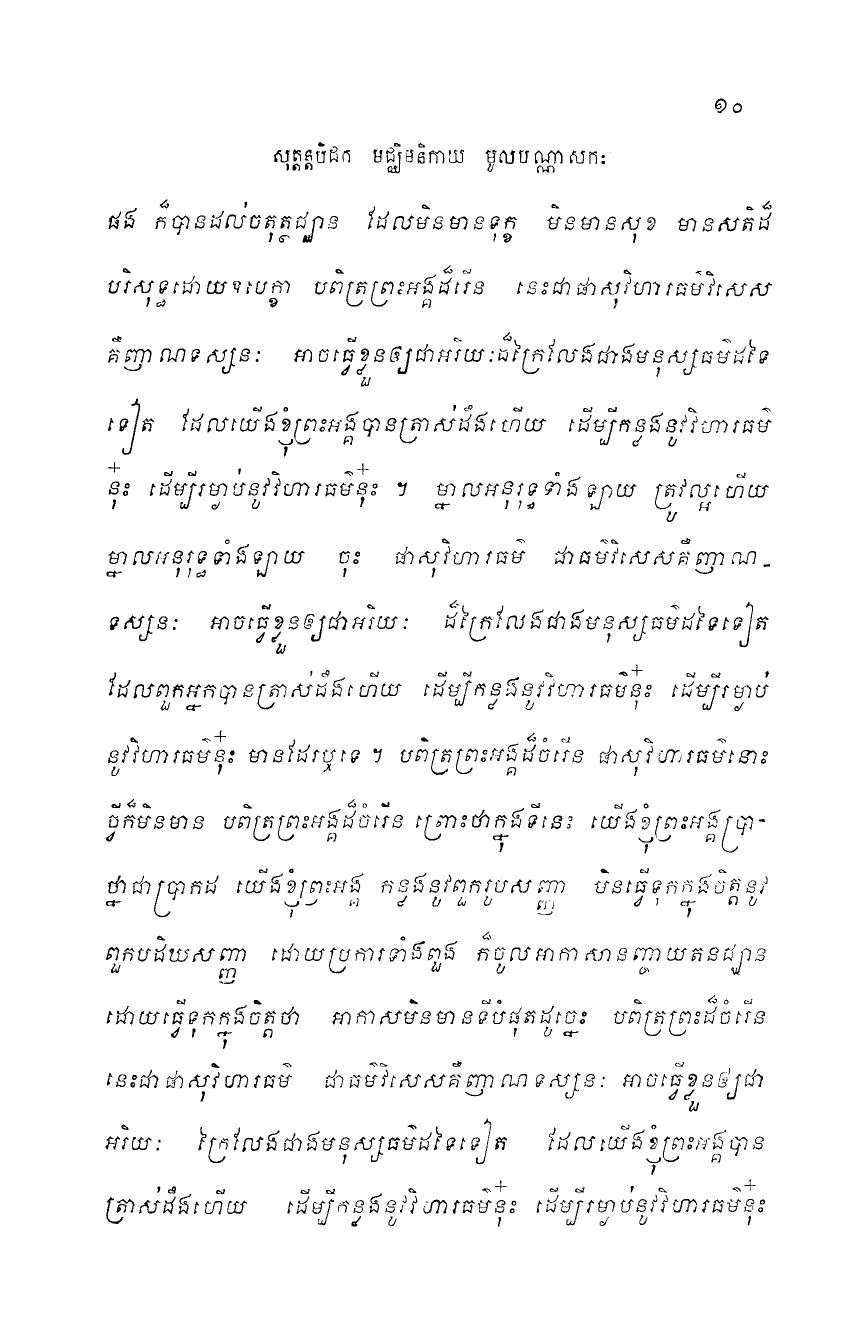 ១០
សុត្តន្តបិដក មជ្ឈិមនិកាយ មូលបណ្ណាសកៈ
ផង ក៏បានដល់ចតុត្ថជ្ឈាន ដែលមិនមានទុក្ខ មិនមានសុខ មានសតិដ៏
បរិសុទ្ធដោយឧបេក្ខា បពិត្រព្រះអង្គដ៏ចំរើន នេះជាផាសុវិហារធម៌វិសេស
គឺញាណទស្សនៈ អាចធ្វើខ្លួនឲ្យជាអរិយៈដ៏ក្រៃលែងជាងមនុស្សធម៌ដទៃ
ទៀត ដែលយើងខ្ញុំព្រះអង្គបានត្រាស់ដឹងហើយ ដើម្បីកន្លងនូវវិហារធម៌
នុ៎ះ ដើម្បីរម្ងាប់នូវវិហារធម៌នុ៎ះ ។ ម្នាលអនុរុទ្ធទាំងឡាយ ត្រូវល្អហើយ
ម្នាលអនុរុទ្ធទាំងឡាយ ចុះ ផាសុវិហារធម៌ ជាធម៌វិសេសគឺញាណ-
ទស្សនៈ អាចធ្វើខ្លួនឲ្យជាអរិយៈ ដ៏ក្រៃលែងជាងមនុស្សធម៌ដទៃទៀត
ដែលពួកអ្នកបានត្រាស់ដឹងហើយ ដើម្បីកន្លងនូវវិហារធម៌នុ៎ះ ដើម្បីរម្ងាប់
នូវវិហារធម៌នុ៎ះ មានដែរឬទេ ។ បពិត្រព្រះអង្គដ៏ចំរើន ផាសុវិហារធម៌នោះ
ធ្វីក៏មិនមាន បពិត្រព្រះអង្គដ៏ចំរើន ព្រោះថាក្នុងទីនេះ យើងខ្ញុំព្រះអង្គប្រា-
ថ្នាជាប្រាកដ យើងខ្ញុំព្រះអង្គ កន្លងនូវពួករូបសញ្ញា មិនធ្វើទុកក្នុងចិត្តនូវ
ពួកបដិឃសញ្ញា ដោយប្រការទាំងពួង ក៏ចូលអាកាសានញ្ចាយតនជ្ឈាន
ដោយធ្វើទុកក្នុងចិត្តថា អាកាសមិនមានទីបំផុតដូច្នេះ បពិត្រព្រះដ៏ចំរើន
នេះជាផាសុវិហារធម៌ ជាធម៌វិសេសគឺញាណទស្សនៈ អាចធ្វើខ្លួនឲ្យជា
អរិយៈ ក្រៃលែងជាងមនុស្សធម៌ដទៃទៀត ដែលយើងខ្ញុំព្រះអង្គបាន
ត្រាស់ដឹងហើយ ដើម្បីកន្លងនូវវិហារធម៌នុ៎ះ ដើម្បីរម្ងាប់នូវវិហារធម៌នុ៎ះ